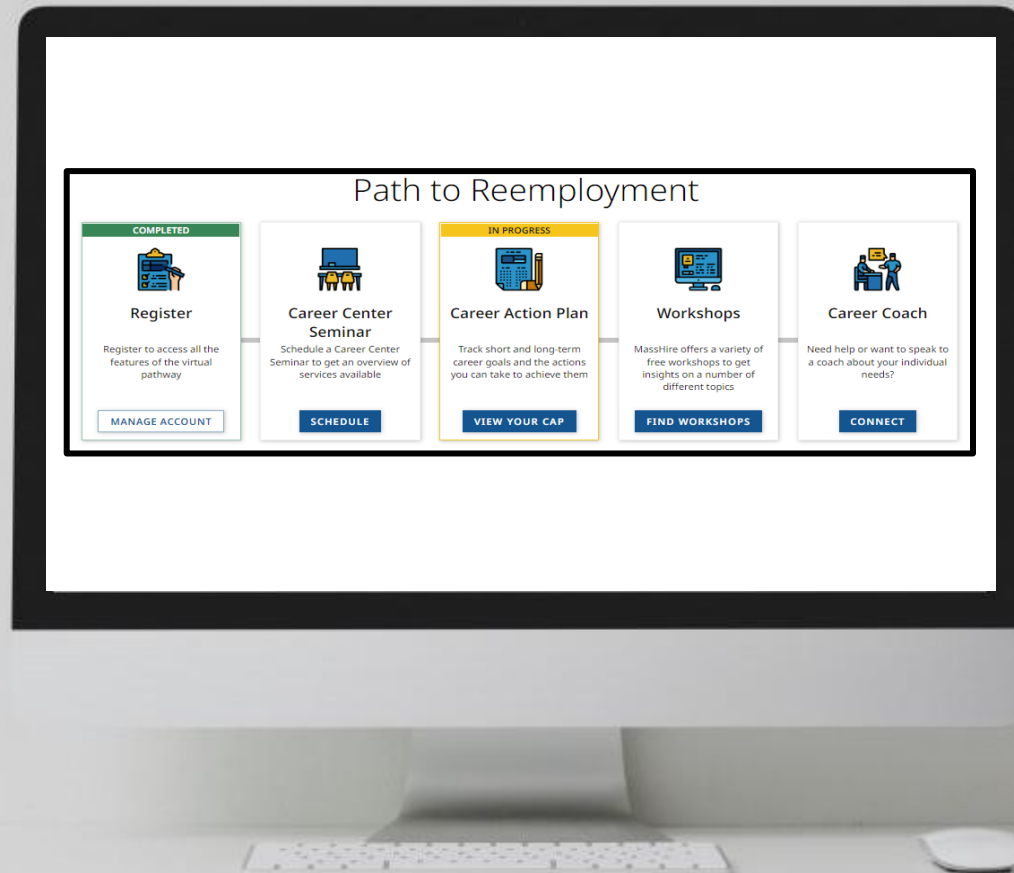 Path to Reemployment
COMPLETED
Register
Register to access all the
features of the virtual
pathway
MANAGE ACCOUNT
Career Center
Seminar
Schedule a Career Center
Seminar to get an overview of
services available
SCHEDULE
IN PROGRESS
Career Action Plan
Track short and long-term
career goals and the actions
you can take to achieve them
VIEW YOUR CAP
Workshops
MassHire offers a variety of
free workshops to get
insights on a number of
different topics
FIND WORKSHOPS
Career Coach
Need help or want to speak to
a coach about your individual
needs?
CONNECT